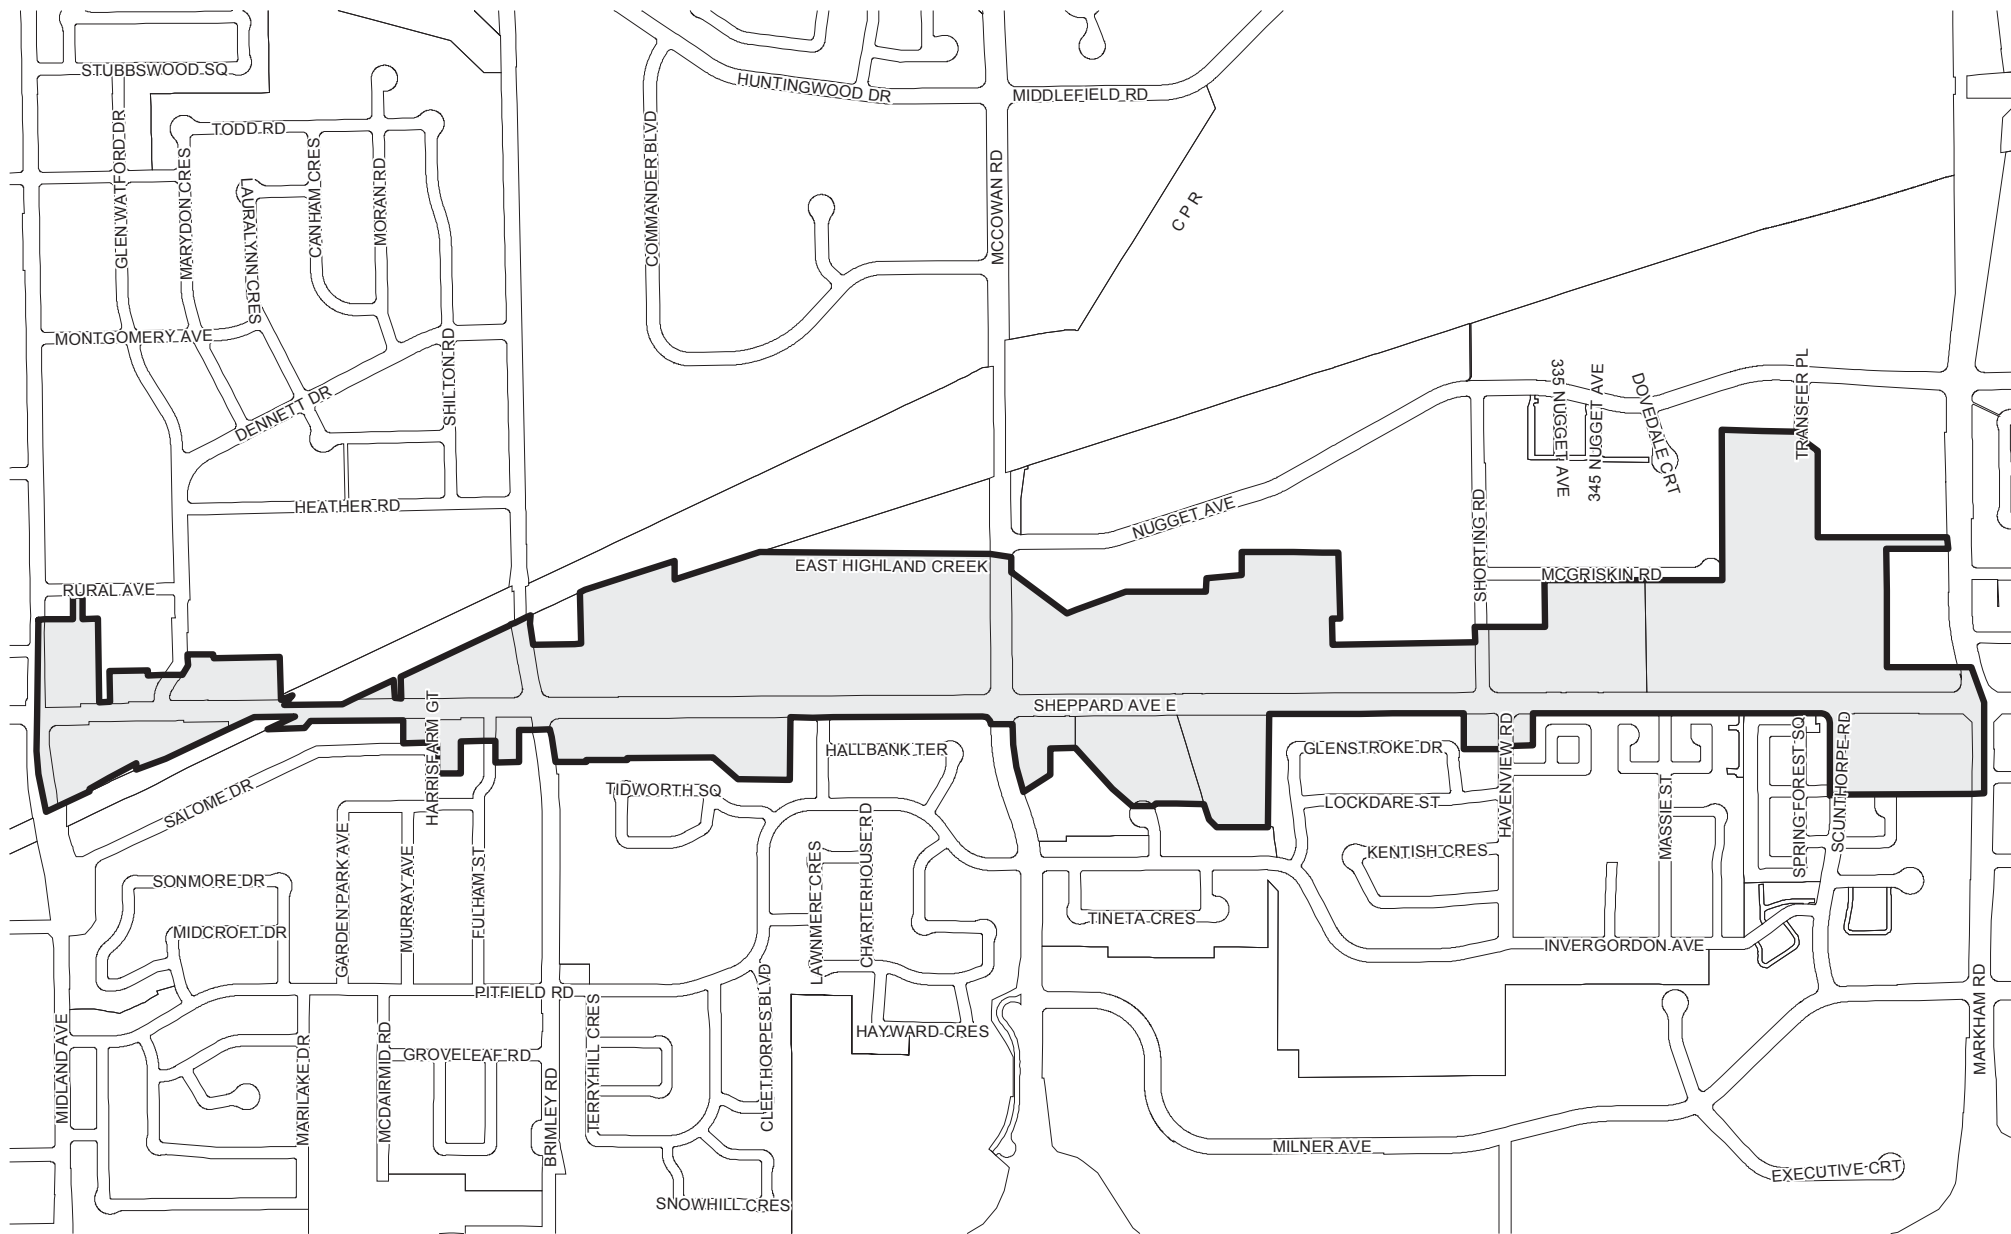 STUBBSWOOD SQ
HUNTINGWOOD DR
MIDDLEFIELD RD
GLEN WATFORD DR
TODD RD
MARYDON CRES
LAURALYNN CRES
CANHAM CRES
MORAN RD
COMMANDER BLVD
MCCOWAN RD
CPR
MONTGOMERY AVE
DENNETT DR
SHILTON RD
335 NUGGET AVE
345 NUGGET AVE
DOVEDALE CRT
TRANSFER PL
HEATHER RD
NUGGET AVE
SHORTING RD
RURAL AVE
EAST HIGHLAND CREEK
MCGRISKIN RD
SHEPPARD AVE E
HARRISFARM GT
SALOME DR
TIDWORTH SQ
HALLBANK TER
GLENSTROKE DR
LOCKDARE ST
HAVENVIEW RD
MASSIE ST
SPRING FOREST SQ
SCUNTHORPE RD
SONMORE DR
MIDCROFT DR
GARDEN PARK AVE
MURRAY AVE
FULHAM ST
LAWNMERE CRES
CHARTERHOUSE RD
KENTISH CRES
TINETA CRES
INVERGORDON AVE
PITFIELD RD
CLEETHORPES BLVD
HAYWARD CRES
MIDLAND AVE
MARILAKE DR
MCDAIRMID RD
GROVELEAF RD
BRIMLEY RD
TERRYHILL CRES
SNOWHILL CRES
MILNER AVE
EXECUTIVE CRT
MARKHAM RD